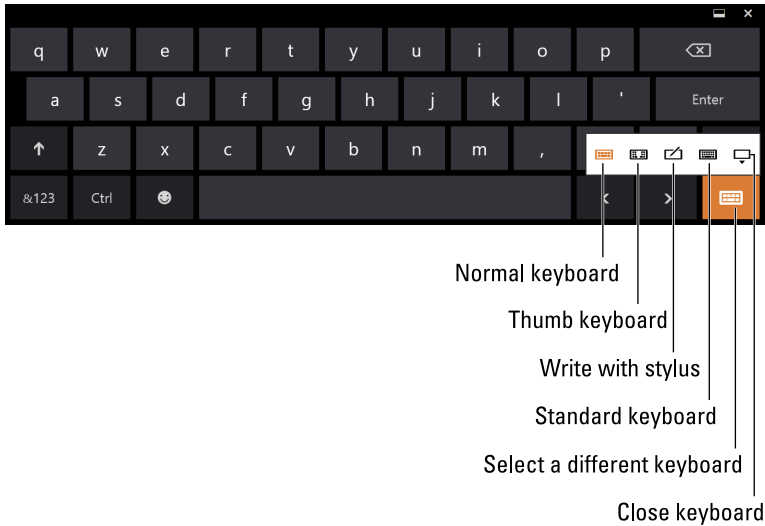 q w e r t y u i o p
a s d f g h j k l ' Enter
z x c v b n m ,
&123 Ctrl < >
Normal keyboard
Thumb keyboard
Write with stylus
Standard keyboard
Select a different keyboard
Close keyboard